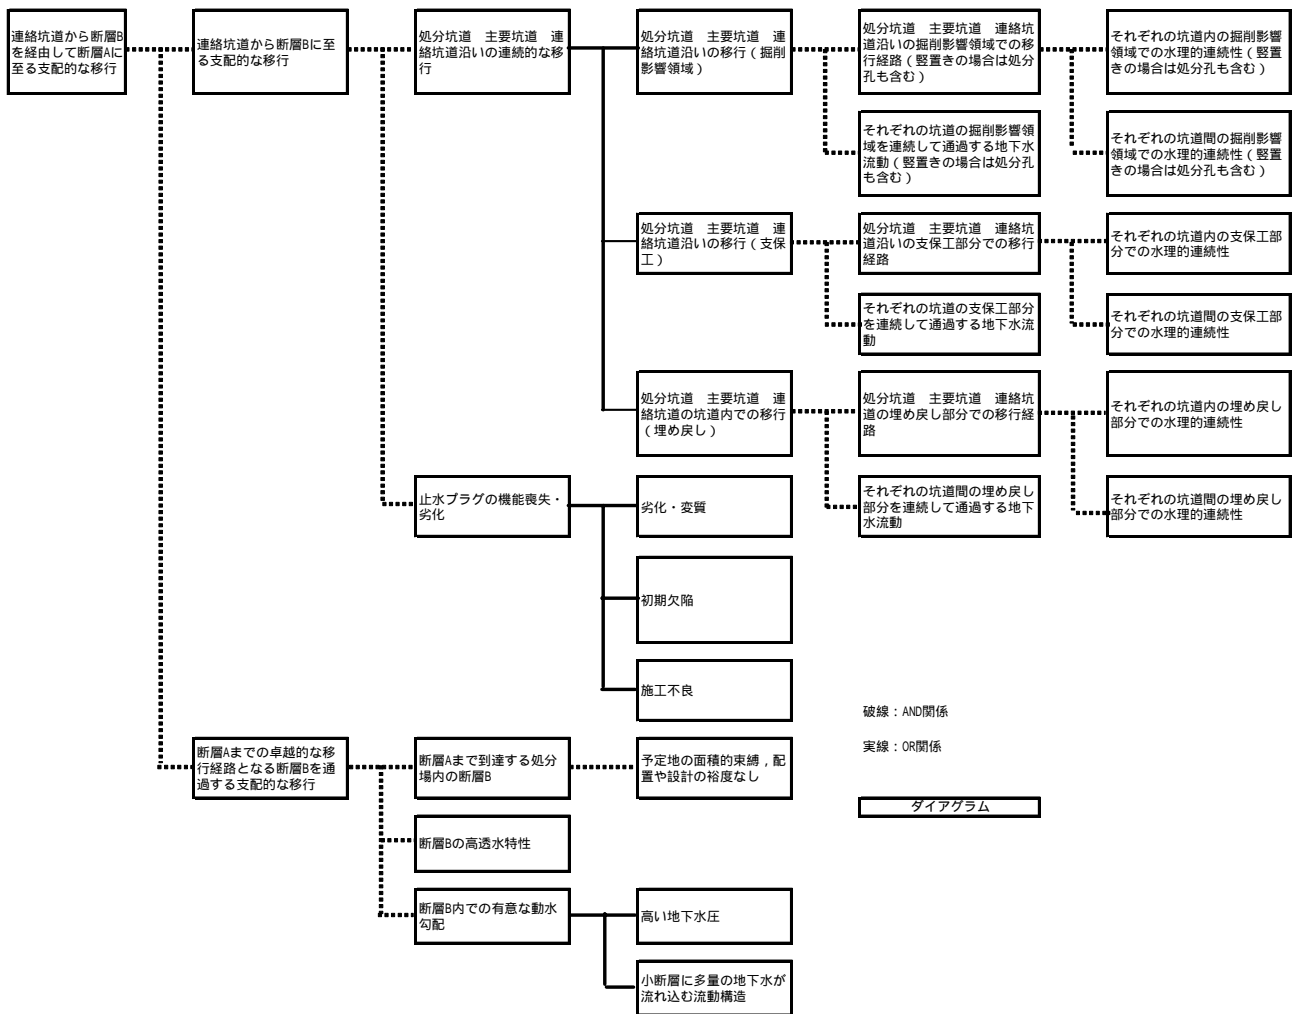 連絡坑道から断層B
を経由して断層Aに
至る支配的な移行
連絡坑道から断層Bに至
る支配的な移行
処分坑道　主要坑道　連
絡坑道沿いの連続的な移
行
処分坑道　主要坑道　連
絡坑道沿いの移行（掘削
影響領域）
処分坑道　主要坑道　連絡坑
道沿いの掘削影響領域での移
行経路（竪置きの場合は処分
孔も含む）
それぞれの坑道内の掘削影響
領域での水理的連続性（竪置
きの場合は処分孔も含む）
それぞれの坑道の掘削影響領
域を連続して通過する地下水
流動（竪置きの場合は処分孔
も含む）
それぞれの坑道間の掘削影響
領域での水理的連続性（竪置
きの場合は処分孔も含む）
処分坑道　主要坑道　連
絡坑道沿いの移行（支保
工）
処分坑道　主要坑道　連絡坑
道沿いの支保工部分での移行
経路
それぞれの坑道内の支保工部
分での水理的連続性
それぞれの坑道の支保工部分
を連続して通過する地下水流
動
それぞれの坑道間の支保工部
分での水理的連続性
処分坑道　主要坑道　連
絡坑道の坑道内での移行
（埋め戻し）
処分坑道　主要坑道　連絡坑
道の埋め戻し部分での移行経
路
それぞれの坑道内の埋め戻し
部分での水理的連続性
止水プラグの機能喪失・
劣化
劣化・変質
それぞれの坑道間の埋め戻し
部分を連続して通過する地下
水流動
それぞれの坑道間の埋め戻し
部分での水理的連続性
初期欠陥
施工不良
破線：AND関係
実線：OR関係
断層Aまでの卓越的な移
行経路となる断層Bを通
過する支配的な移行
断層Aまで到達する処分
場内の断層B
予定地の面積的束縛，配
置や設計の裕度なし
ダイアグラム
断層Bの高透水特性
断層B内での有意な動水
勾配
高い地下水圧
小断層に多量の地下水が
流れ込む流動構造